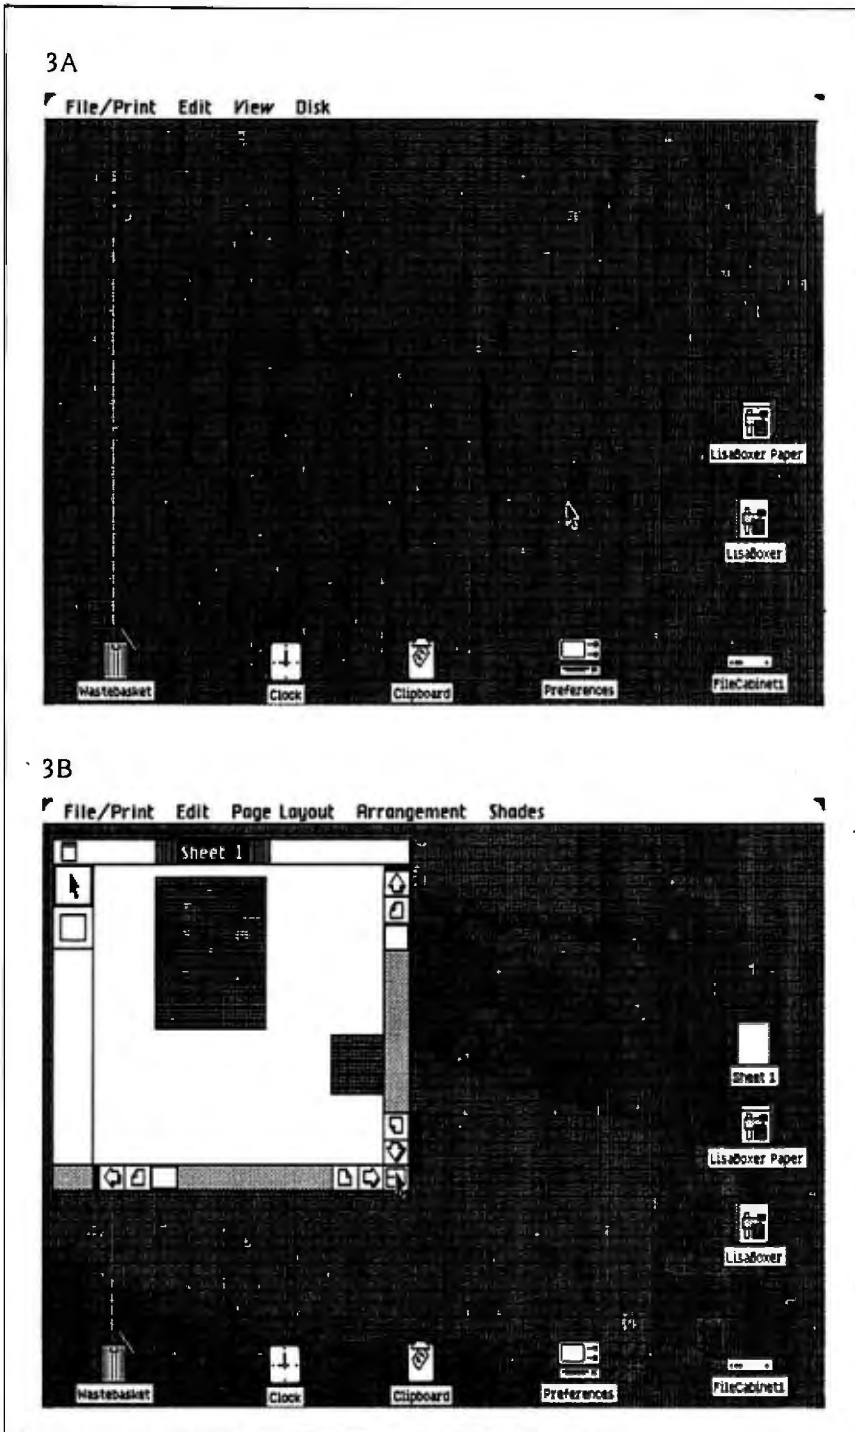 3A
File/Print Edit View Disk
LisaBoxer Paper
LisaBoxer
Wastebasket Clock Clipboard Preferences FileCabinet1
3B
File/Print Edit Page Layout Arrangement Shades
Sheet 1
Sheet 1
LisaBoxer Paper
LisaBoxer
Wastebasket Clock Clipboard Preferences FileCabinet1